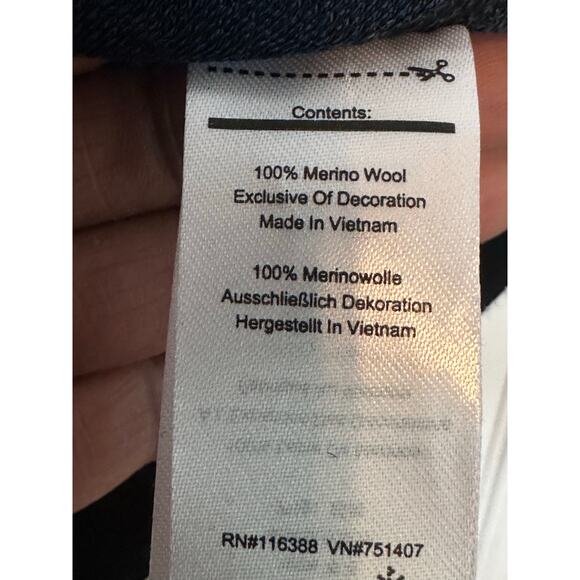 Contents:
100% Merino Wool
Exclusive Of Decoration
Made In Vietnam
100% Merinowolle
Ausschließlich Dekoration
Hergestellt In Vietnam
RN#116388 VN#751407